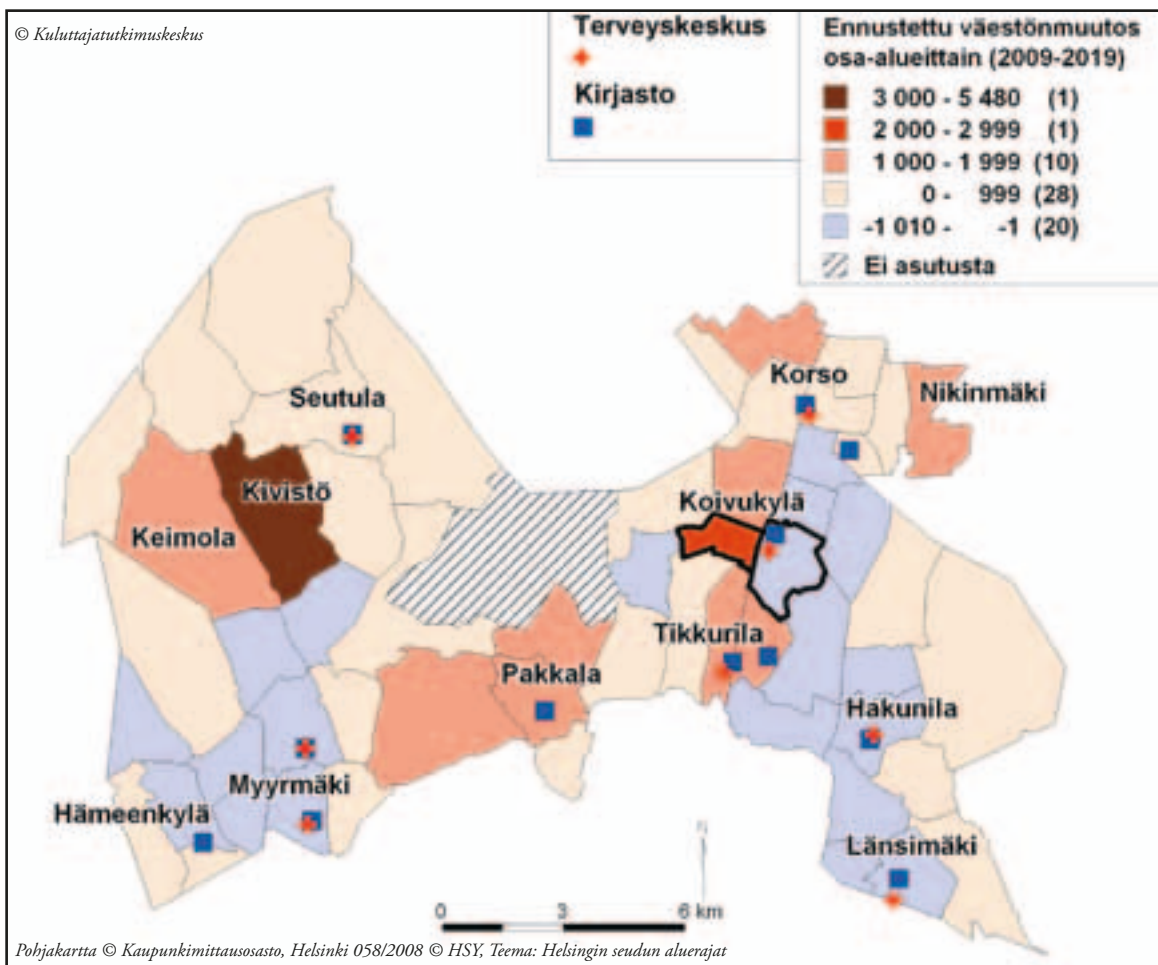 © Kuluttajatutkimuskeskus
Terveyskeskus
Kirjasto
Ennustettu väestönmuutos
osa-alueittain (2009-2019)
3 000 - 5 480 (1)
2 000 - 2 999 (1)
1 000 - 1 999 (10)
0 - 999 (28)
-1 010 - -1 (20)
Ei asutusta
Seutula
Korso
Nikinmäki
Kivistö
Koivukylä
Keimola
Tikkurila
Pakkala
Hakunila
Myyrmäki
Hämeenkylä
Länsimäki
0 3 6 km
Pohjakartta © Kaupunkimittausosasto, Helsinki 058/2008 © HSY, Teema: Helsingin seudun aluerajat